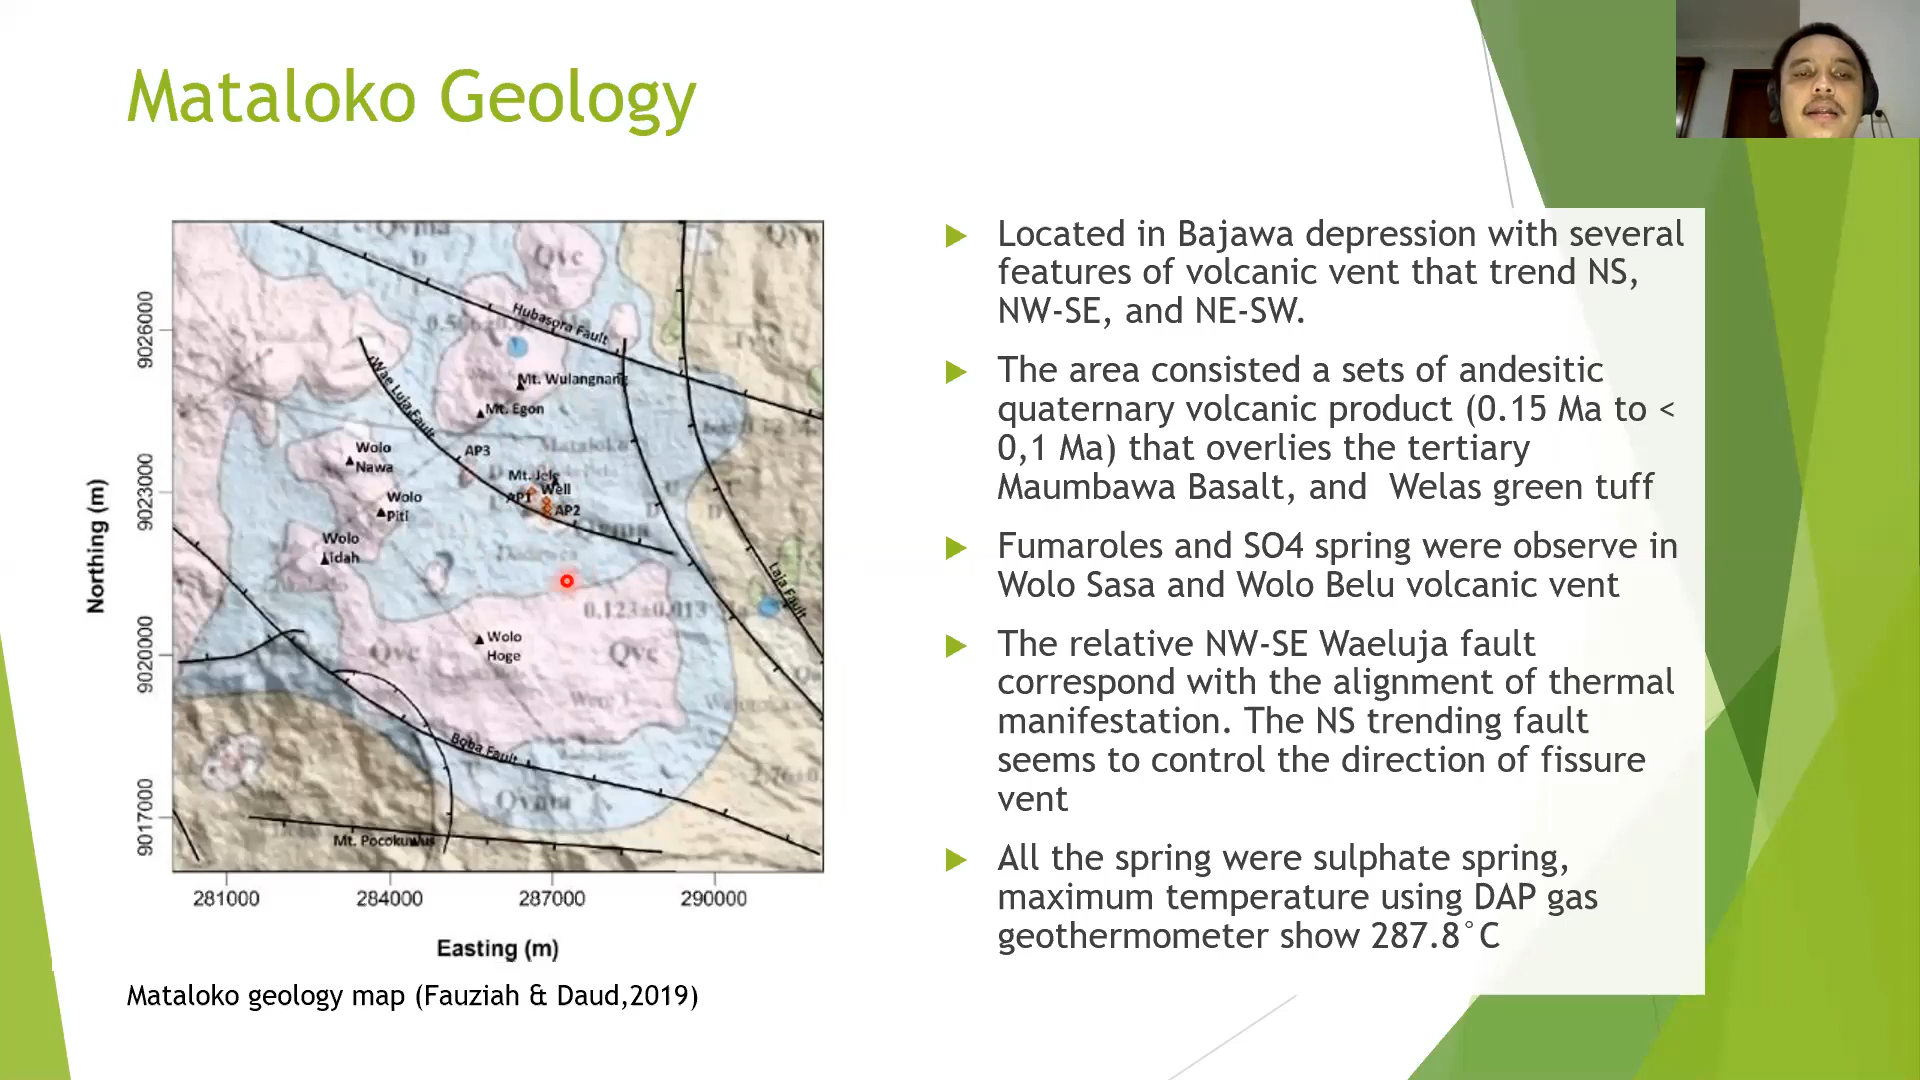 Mataloko Geology
Located in Bajawa depression with several
features of volcanic vent that trend NS,
NW-SE, and NE-SW.
The area consisted a sets of andesitic
quaternary volcanic product (0.15 Ma to <
0,1 Ma) that overlies the tertiary
Maumbawa Basalt, and Welas green tuff
Fumaroles and SO4 spring were observe in
Wolo Sasa and Wolo Belu volcanic vent
The relative NW-SE Waeluja fault
correspond with the alignment of thermal
manifestation. The NS trending fault
seems to control the direction of fissure
vent
All the spring were sulphate spring,
maximum temperature using DAP gas
geothermometer show 287.8°C
Northing (m)
9026000
9023000
9020000
9017000
Qvc
Hubasora Fault
Wae Luja Fault
Mt. Wulangnang
Mt. Egon
Wolo
Nawa
AP3
Mataloko
Mt. Jele
Well
AP1
AP2
Wolo
Piti
Wolo
Idah
Laja Fault
0.123±0.013
Wolo
Hoge
Qvc
Qvc
Boba Fault
Mt. Pocokuwus
281000
284000
287000
290000
Easting (m)
Mataloko geology map (Fauziah & Daud,2019)